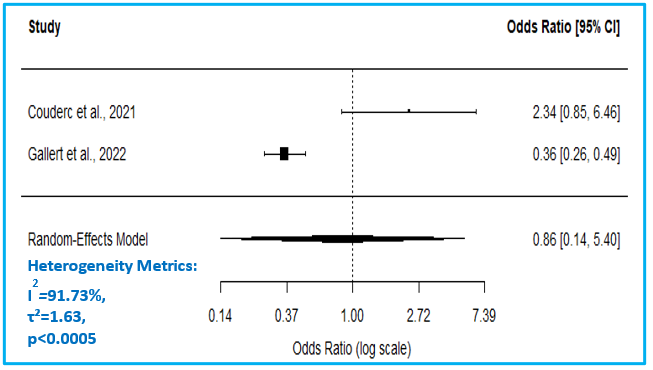 Study Odds Ratio [95% CI]
Couderc et al., 2021 2.34 [0.85, 6.46]
Gallert et al., 2022 0.36 [0.26, 0.49]
Random-Effects Model 0.86 [0.14, 5.40]
Heterogeneity Metrics:
I²=91.73%,
τ²=1.63,
p<0.0005
0.14 0.37 1.00 2.72 7.39
Odds Ratio (log scale)